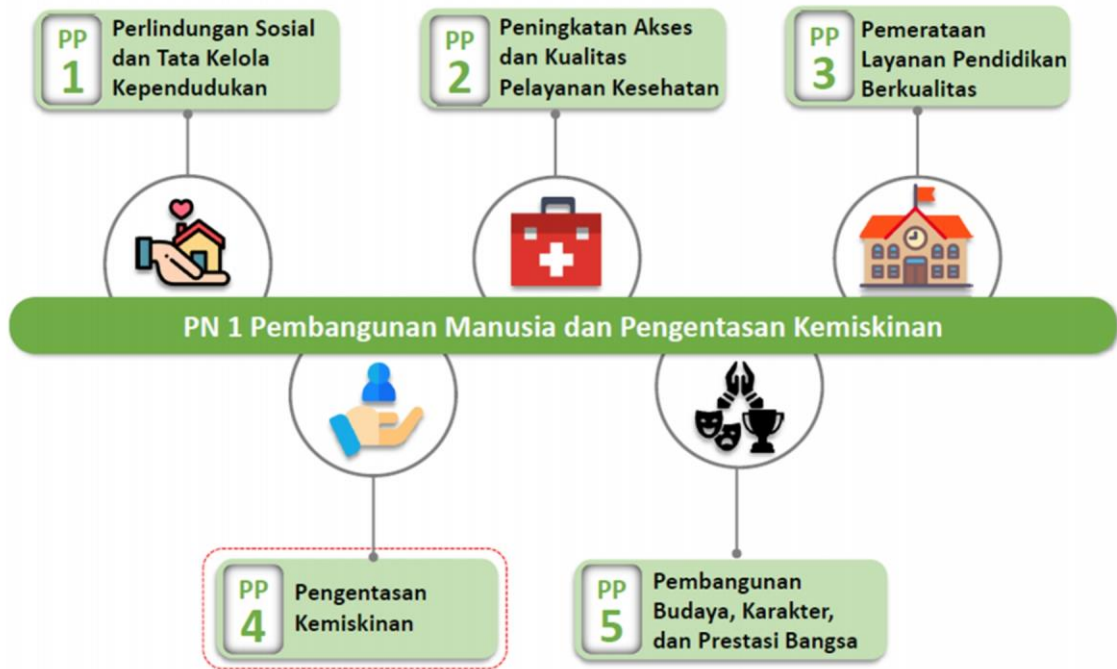 PP
1
Perlindungan Sosial
dan Tata Kelola
Kependudukan
PP
2
Peningkatan Akses
dan Kualitas
Pelayanan Kesehatan
PP
3
Pemerataan
Layanan Pendidikan
Berkualitas
PN 1 Pembangunan Manusia dan Pengentasan Kemiskinan
PP
4
Pengentasan
Kemiskinan
PP
5
Pembangunan
Budaya, Karakter,
dan Prestasi Bangsa